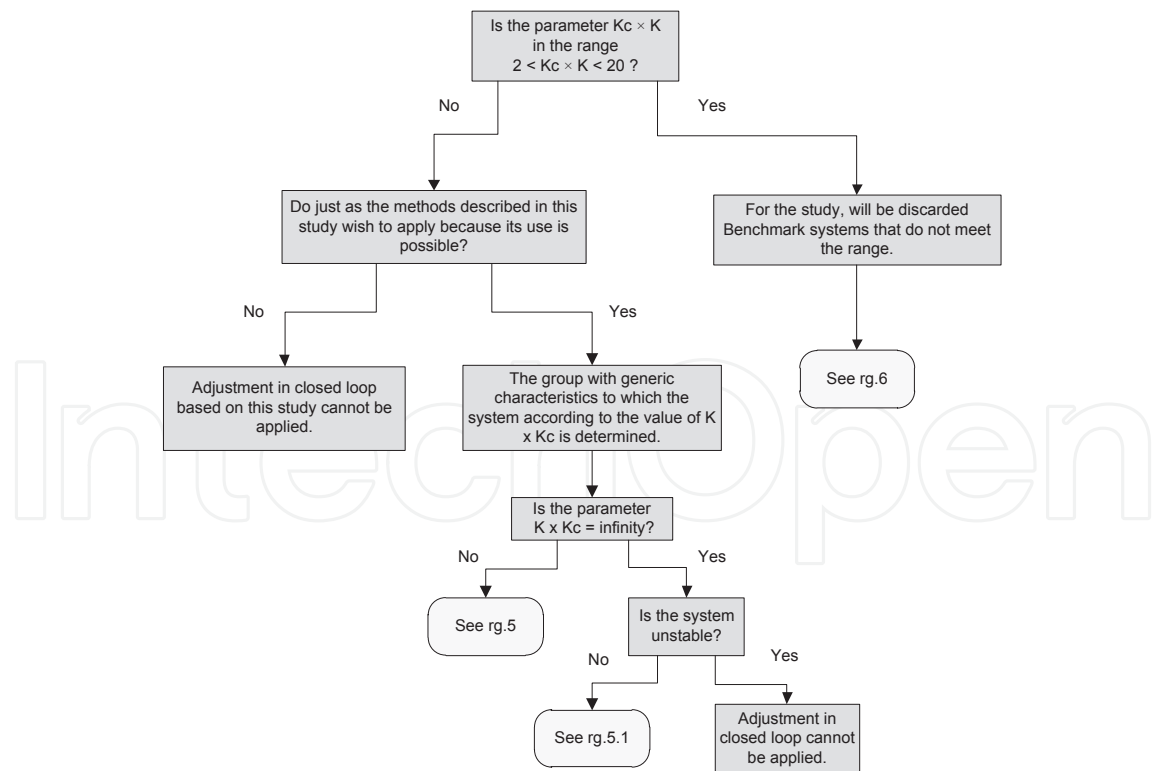 Is the parameter Kc × K
in the range
2 < Kc × K < 20 ?
No
Yes
Do just as the methods described in this
study wish to apply because its use is
possible?
For the study, will be discarded
Benchmark systems that do not meet
the range.
No
Yes
See rg.6
Adjustment in closed loop
based on this study cannot be
applied.
The group with generic
characteristics to which the
system according to the value of K
x Kc is determined.
Is the parameter
K x Kc = infinity?
No
Yes
See rg.5
Is the system
unstable?
No
Yes
See rg.5.1
Adjustment in
closed loop cannot
be applied.
IntechOpen